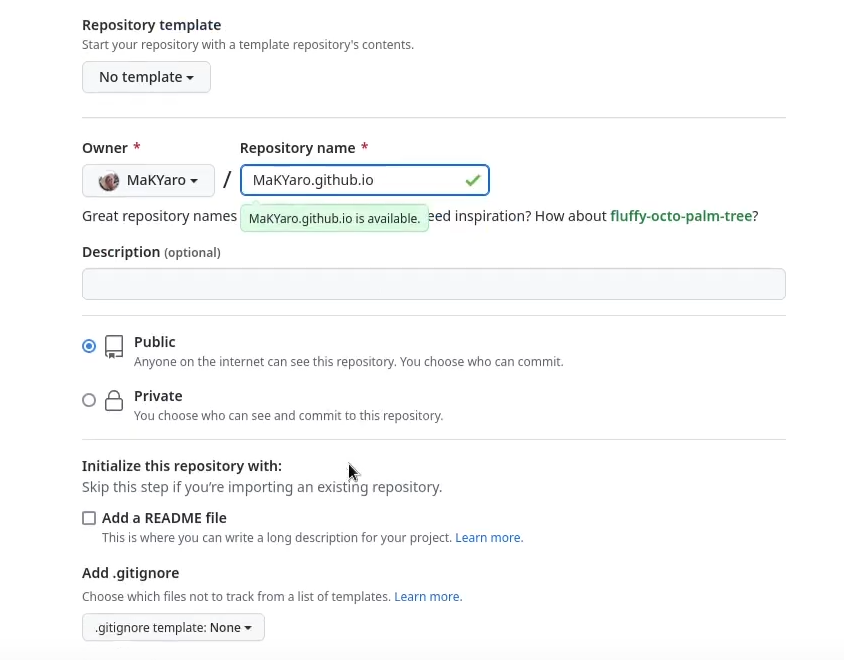 Repository template
Start your repository with a template repository's contents.
No template
Owner * Repository name *
MaKYaro / MaKYaro.github.io
Great repository names eed inspiration? How about fluffy-octo-palm-tree?
MaKYaro.github.io is available.
Description (optional)
Public
Anyone on the internet can see this repository. You choose who can commit.
Private
You choose who can see and commit to this repository.
Initialize this repository with:
Skip this step if you're importing an existing repository.
Add a README file
This is where you can write a long description for your project. Learn more.
Add .gitignore
Choose which files not to track from a list of templates. Learn more.
.gitignore template: None